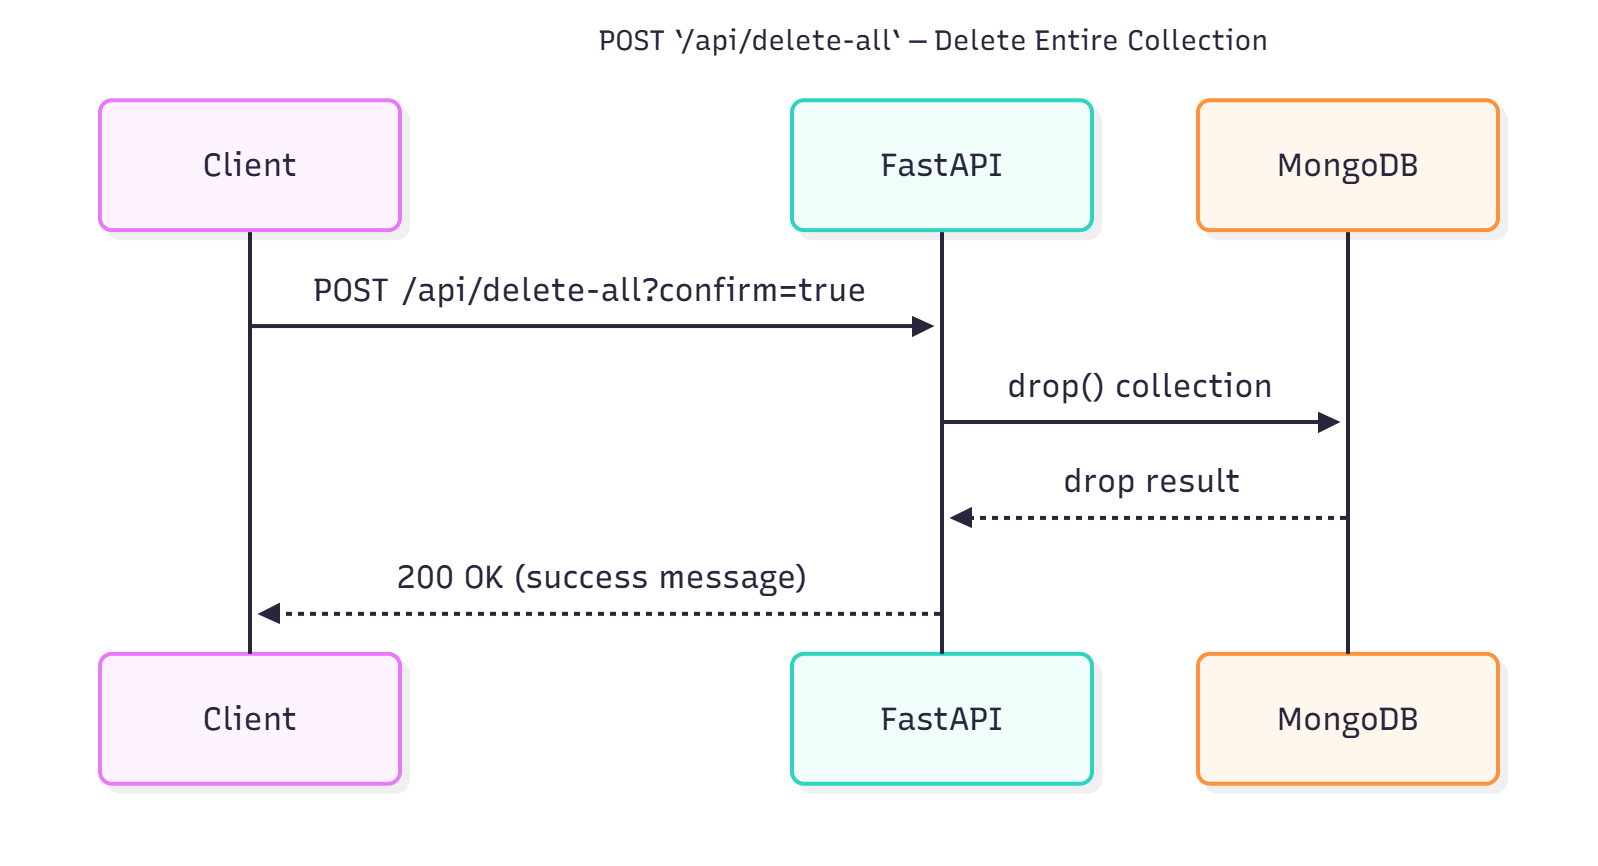 POST `/api/delete-all` — Delete Entire Collection
Client
FastAPI
MongoDB
POST /api/delete-all?confirm=true
drop() collection
drop result
200 OK (success message)
Client
FastAPI
MongoDB